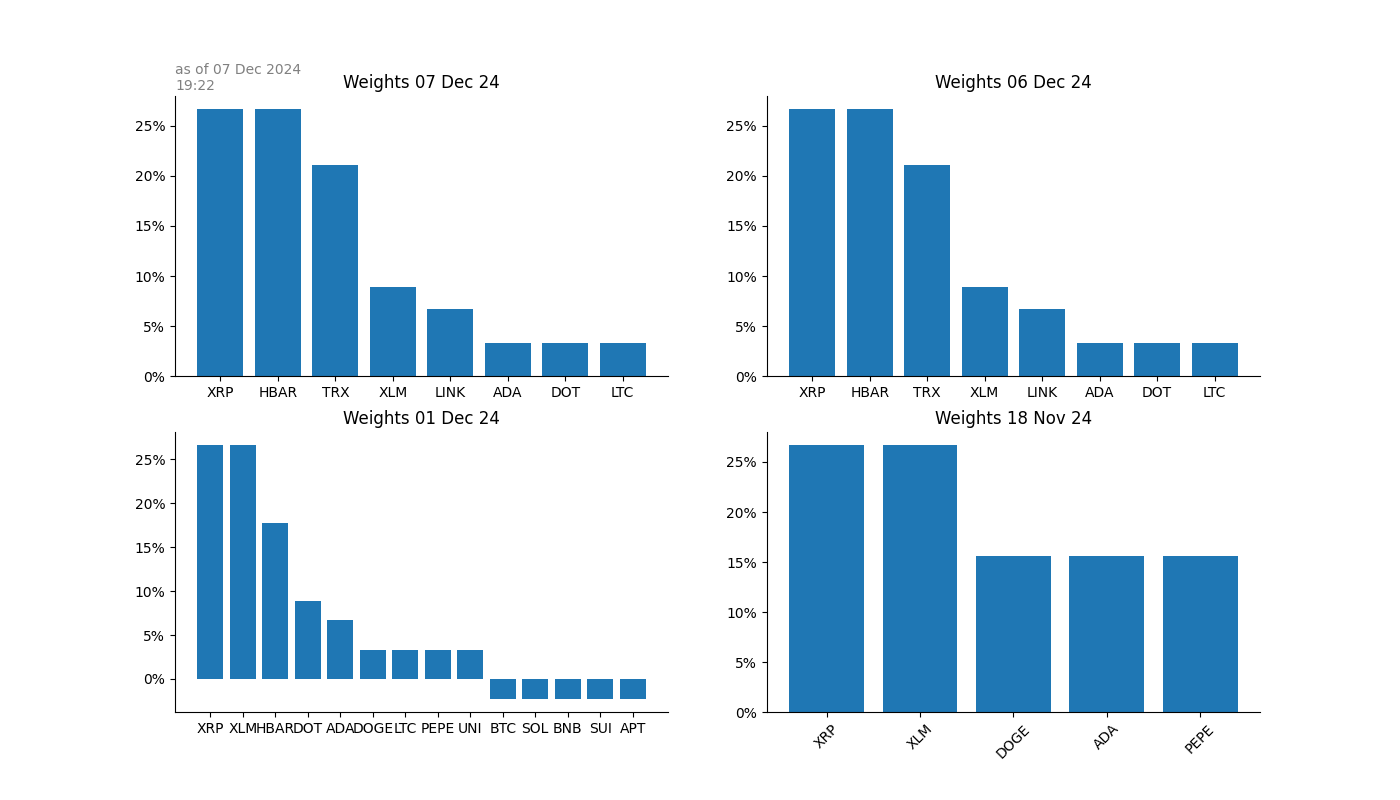 as of 07 Dec 2024
19:22
Weights 07 Dec 24
25%
20%
15%
10%
5%
0%
XRP HBAR TRX XLM LINK ADA DOT LTC
Weights 06 Dec 24
25%
20%
15%
10%
5%
0%
XRP HBAR TRX XLM LINK ADA DOT LTC
Weights 01 Dec 24
25%
20%
15%
10%
5%
0%
XRP XLM HBAR DOT ADA DOGE LTC PEPE UNI BTC SOL BNB SUI APT
Weights 18 Nov 24
25%
20%
15%
10%
5%
0%
XRP XLM DOGE ADA PEPE